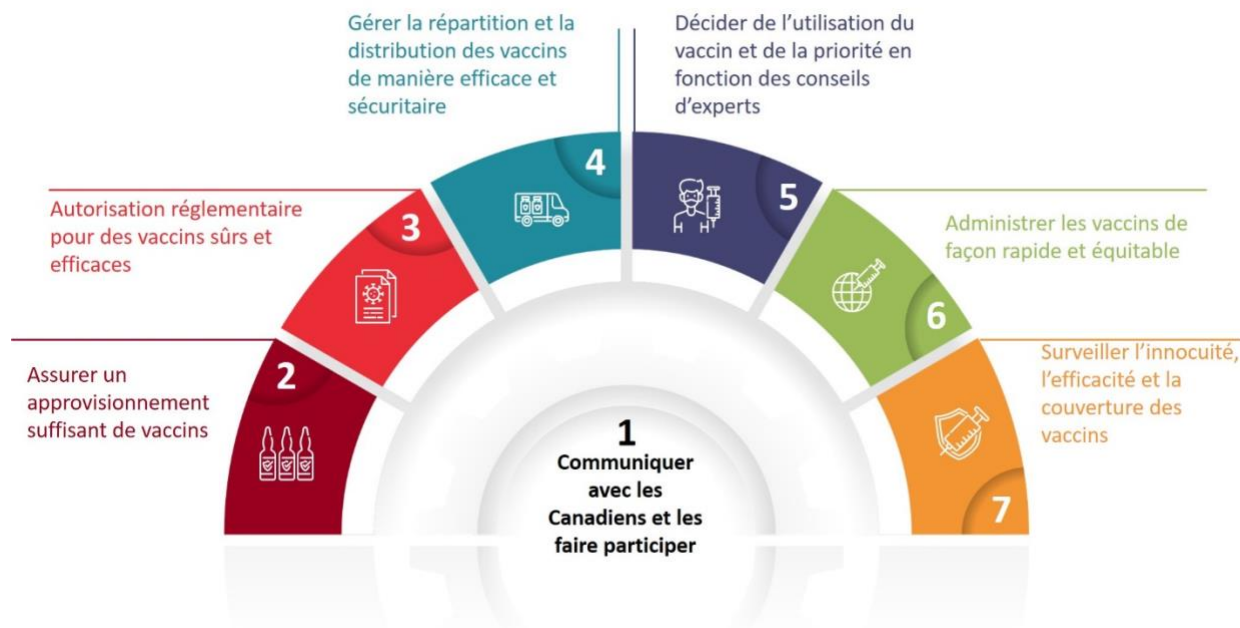 1
Communiquer
avec les
Canadiens et les
faire participer
2
Assurer un
approvisionnement
suffisant de vaccins
3
Autorisation réglementaire
pour des vaccins sûrs et
efficaces
4
Gérer la répartition et la
distribution des vaccins
de manière efficace et
sécuritaire
5
Décider de l’utilisation du
vaccin et de la priorité en
fonction des conseils
d’experts
6
Administrer les vaccins de
façon rapide et équitable
7
Surveiller l’innocuité,
l’efficacité et la
couverture des
vaccins